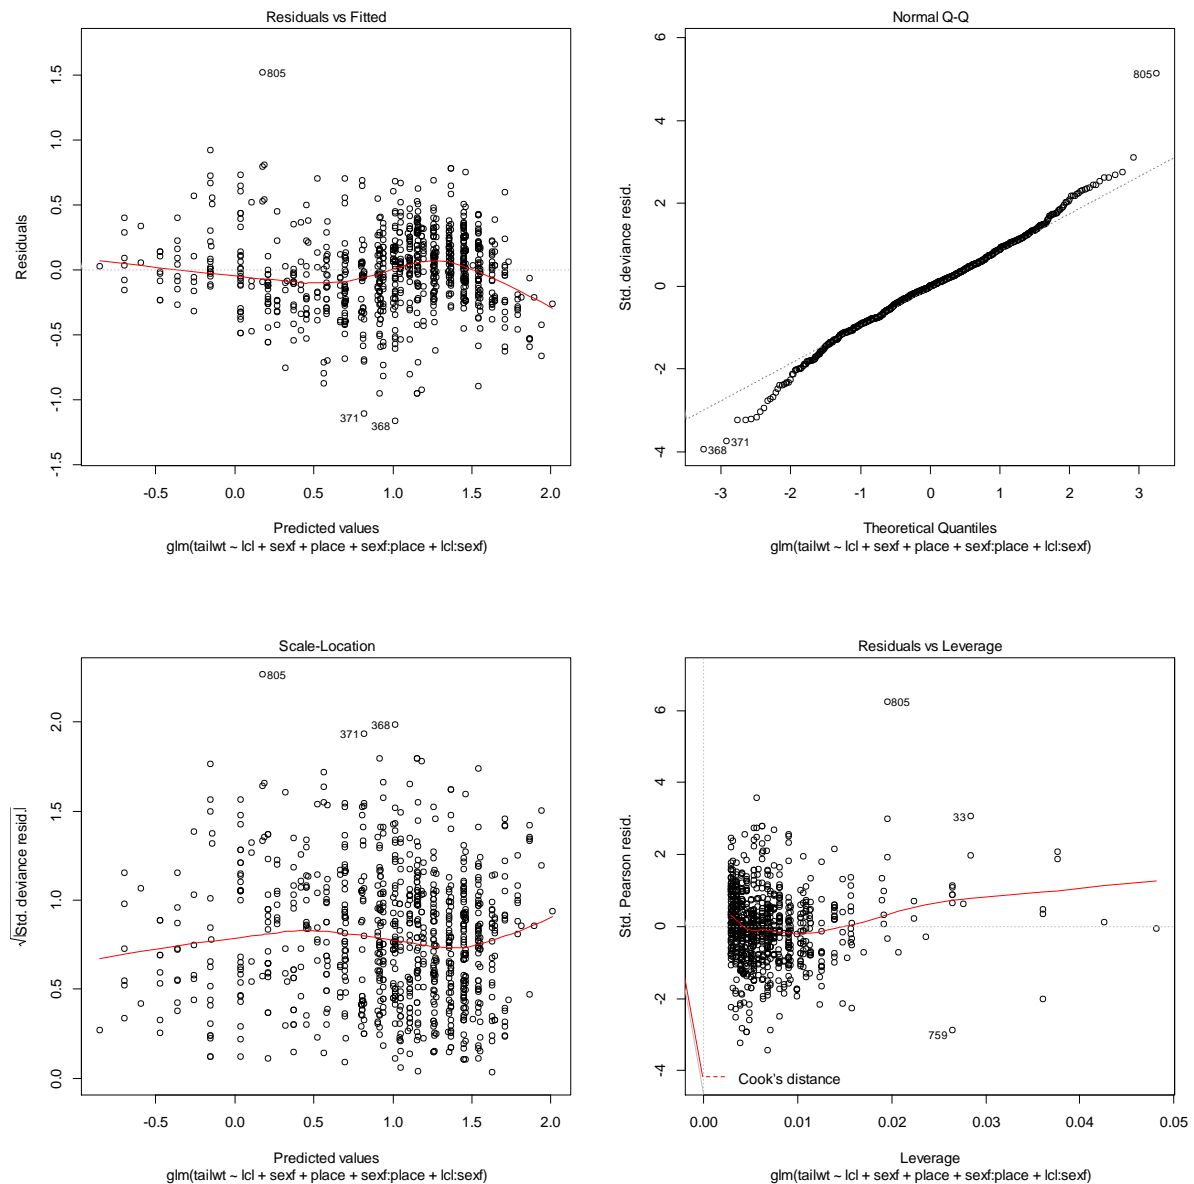 Residuals vs Fitted
Residuals
1.5
1.0
0.5
0.0
-0.5
-1.0
-1.5
805
371
368
-0.5 0.0 0.5 1.0 1.5 2.0
Predicted values
glm(tailwt ~ lcl + sexf + place + sexf:place + lcl:sexf)
Normal Q-Q
Std. deviance resid.
6
4
2
0
-2
-4
805
371
368
-3 -2 -1 0 1 2 3
Theoretical Quantiles
glm(tailwt ~ lcl + sexf + place + sexf:place + lcl:sexf)
Scale-Location
√|Std. deviance resid.|
2.0
1.5
1.0
0.5
0.0
805
368
371
-0.5 0.0 0.5 1.0 1.5 2.0
Predicted values
glm(tailwt ~ lcl + sexf + place + sexf:place + lcl:sexf)
Residuals vs Leverage
Std. Pearson resid.
6
4
2
0
-2
-4
805
33
759
Cook's distance
0.00 0.01 0.02 0.03 0.04 0.05
Leverage
glm(tailwt ~ lcl + sexf + place + sexf:place + lcl:sexf)